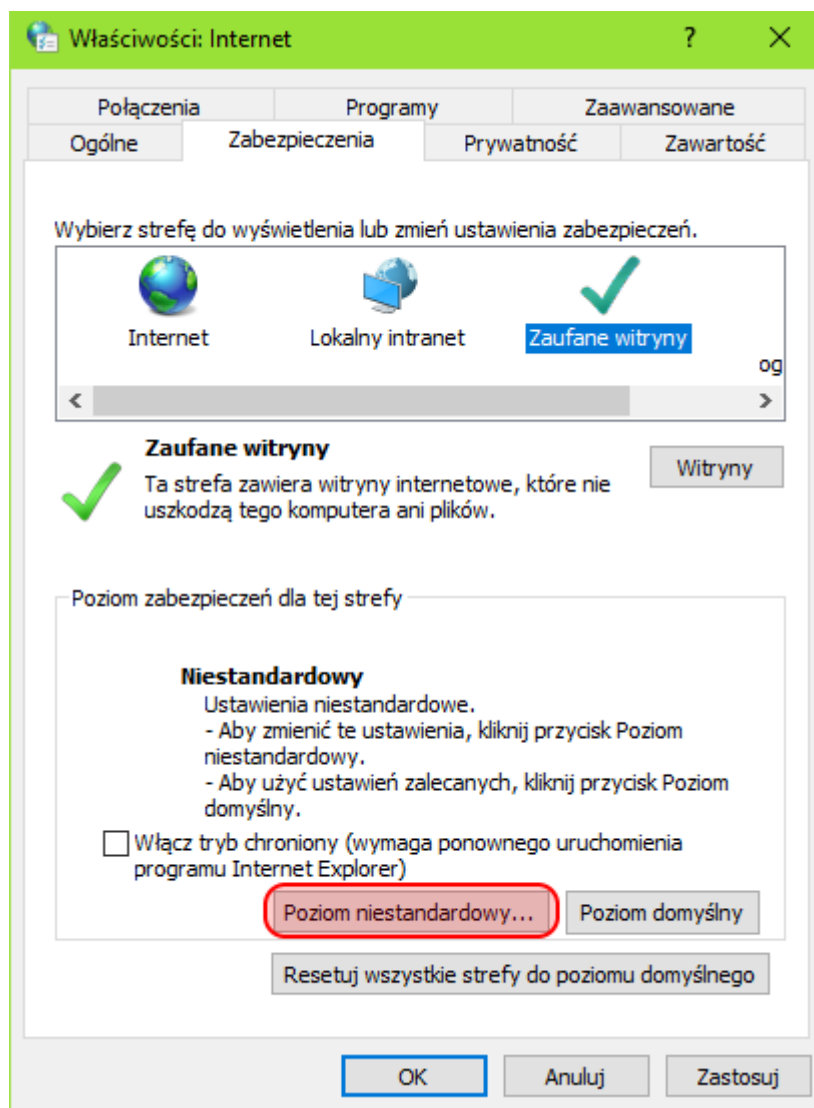 Właściwości: Internet
?
Połączenia
Programy
Zaawansowane
Ogólne
Zabezpieczenia
Prywatność
Zawartość
Wybierz strefę do wyświetlenia lub zmień ustawienia zabezpieczeń.
Internet
Lokalny intranet
Zaufane witryny
og
Zaufane witryny
Ta strefa zawiera witryny internetowe, które nie
uszkodzą tego komputera ani plików.
Witryny
Poziom zabezpieczeń dla tej strefy
Niestandardowy
Ustawienia niestandardowe.
- Aby zmienić te ustawienia, kliknij przycisk Poziom
niestandardowy.
- Aby użyć ustawień zalecanych, kliknij przycisk Poziom
domyślny.
Włącz tryb chroniony (wymaga ponownego uruchomienia
programu Internet Explorer)
Poziom niestandardowy...
Poziom domyślny
Resetuj wszystkie strefy do poziomu domyślnego
OK
Anuluj
Zastosuj